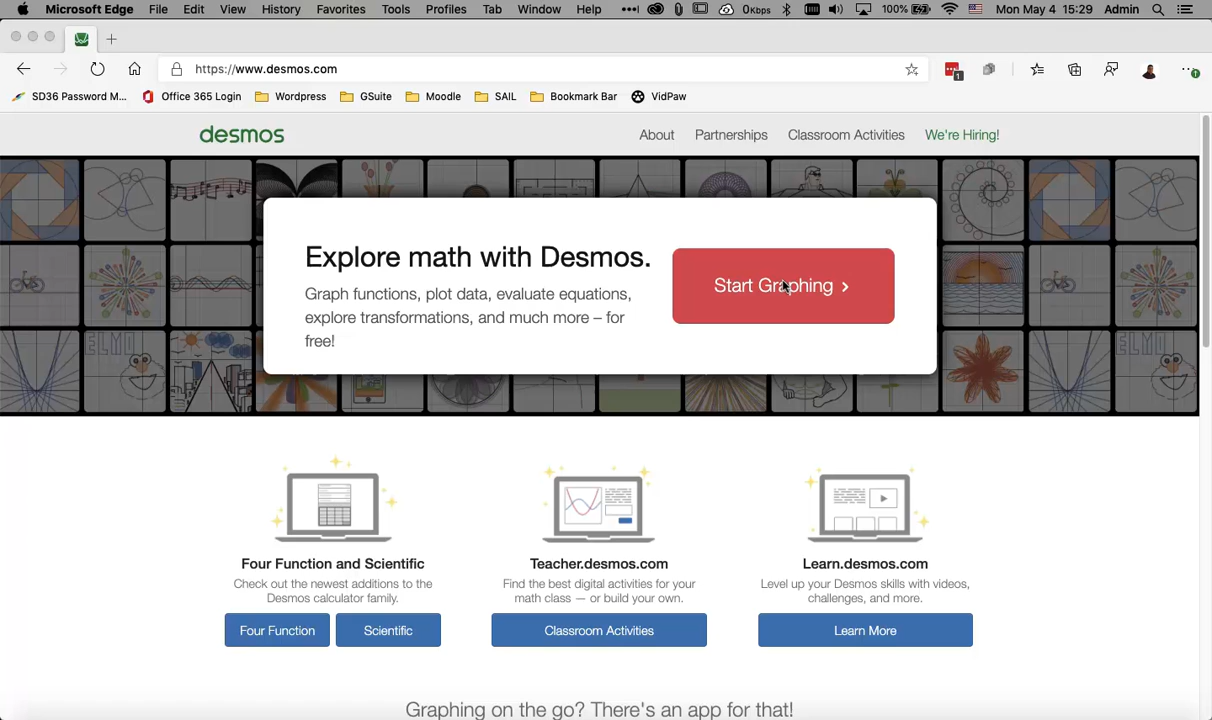 Microsoft Edge File Edit View History Favorites Tools Profiles Tab Window Help 0Kbps 100% Mon May 4 15:29 Admin
https://www.desmos.com
1
SD36 Password M... Office 365 Login Wordpress GSuite Moodle SAIL Bookmark Bar VidPaw
desmos About Partnerships Classroom Activities We're Hiring!
Explore math with Desmos.
Graph functions, plot data, evaluate equations,
explore transformations, and much more – for
free!
Start Graphing
ELMO
ELMO
Four Function and Scientific
Check out the newest additions to the
Desmos calculator family.
Four Function Scientific
Teacher.desmos.com
Find the best digital activities for your
math class — or build your own.
Classroom Activities
Learn.desmos.com
Level up your Desmos skills with videos,
challenges, and more.
Learn More
Graphing on the go? There's an app for that!